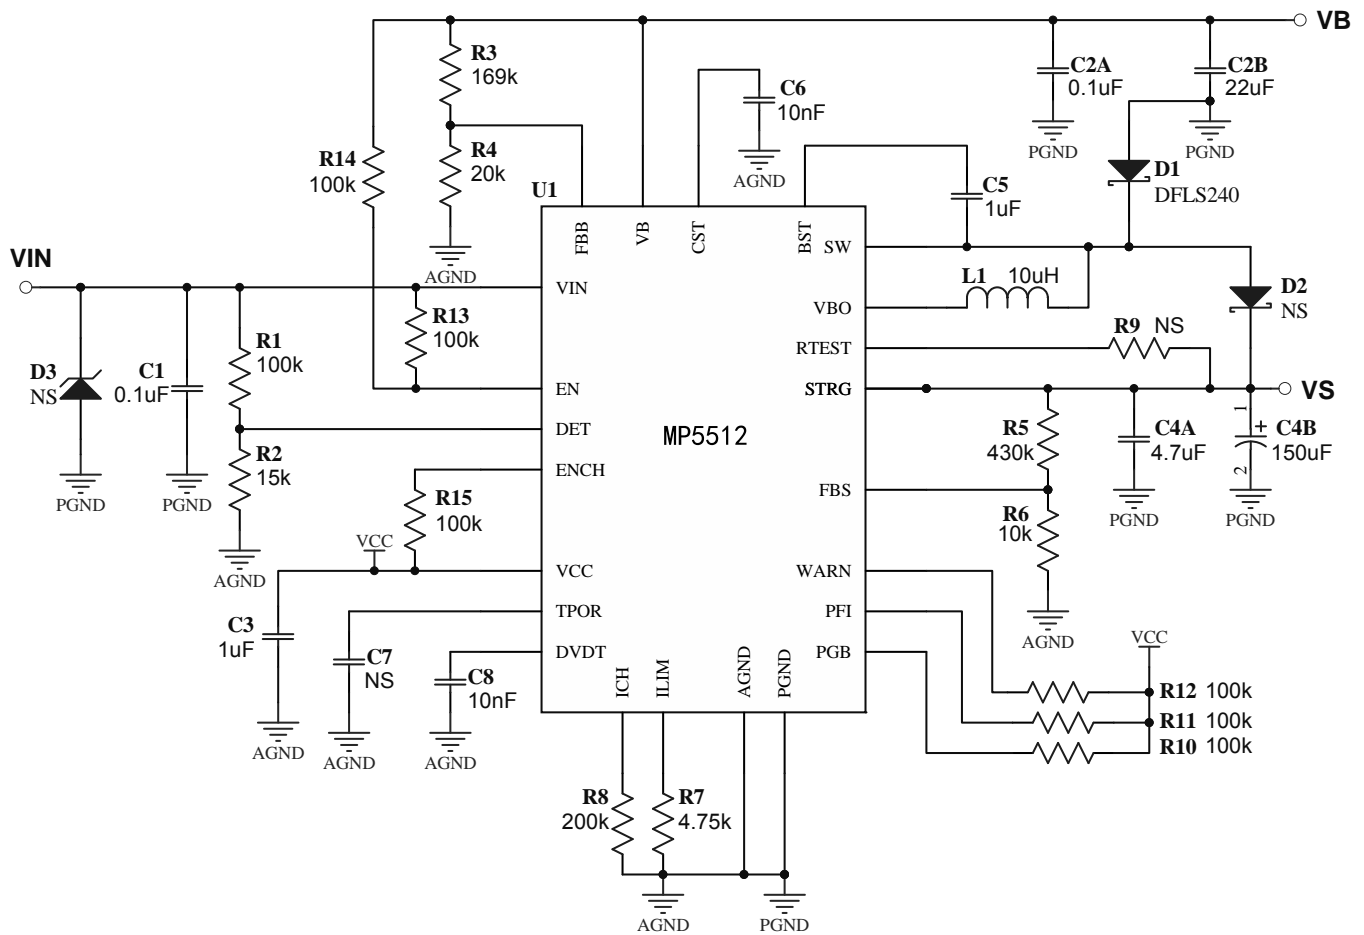 VB
R3
169k
C6
10nF
C2A
0.1uF
C2B
22uF
R14
100k
R4
20k
AGND
PGND
PGND
D1
DFLS240
U1
C5
1uF
FBB
VB
CST
BST
SW
AGND
VIN
VIN
L1 10uH
VBO
D2
NS
R13
100k
R1
100k
R9 NS
RTEST
D3
NS
C1
0.1uF
EN
STRG
VS
DET
MP5512
R5
430k
C4A
4.7uF
1
+
C4B
150uF
2
R2
15k
ENCH
FBS
PGND
PGND
R15
100k
R6
10k
PGND
PGND
VCC
AGND
VCC
WARN
C3
1uF
TPOR
PFI
AGND
VCC
C7
NS
DVDT
C8
10nF
ICH
ILIM
AGND
PGND
PGB
R12 100k
R11 100k
R10 100k
AGND
AGND
AGND
R8
200k
R7
4.75k
AGND
PGND